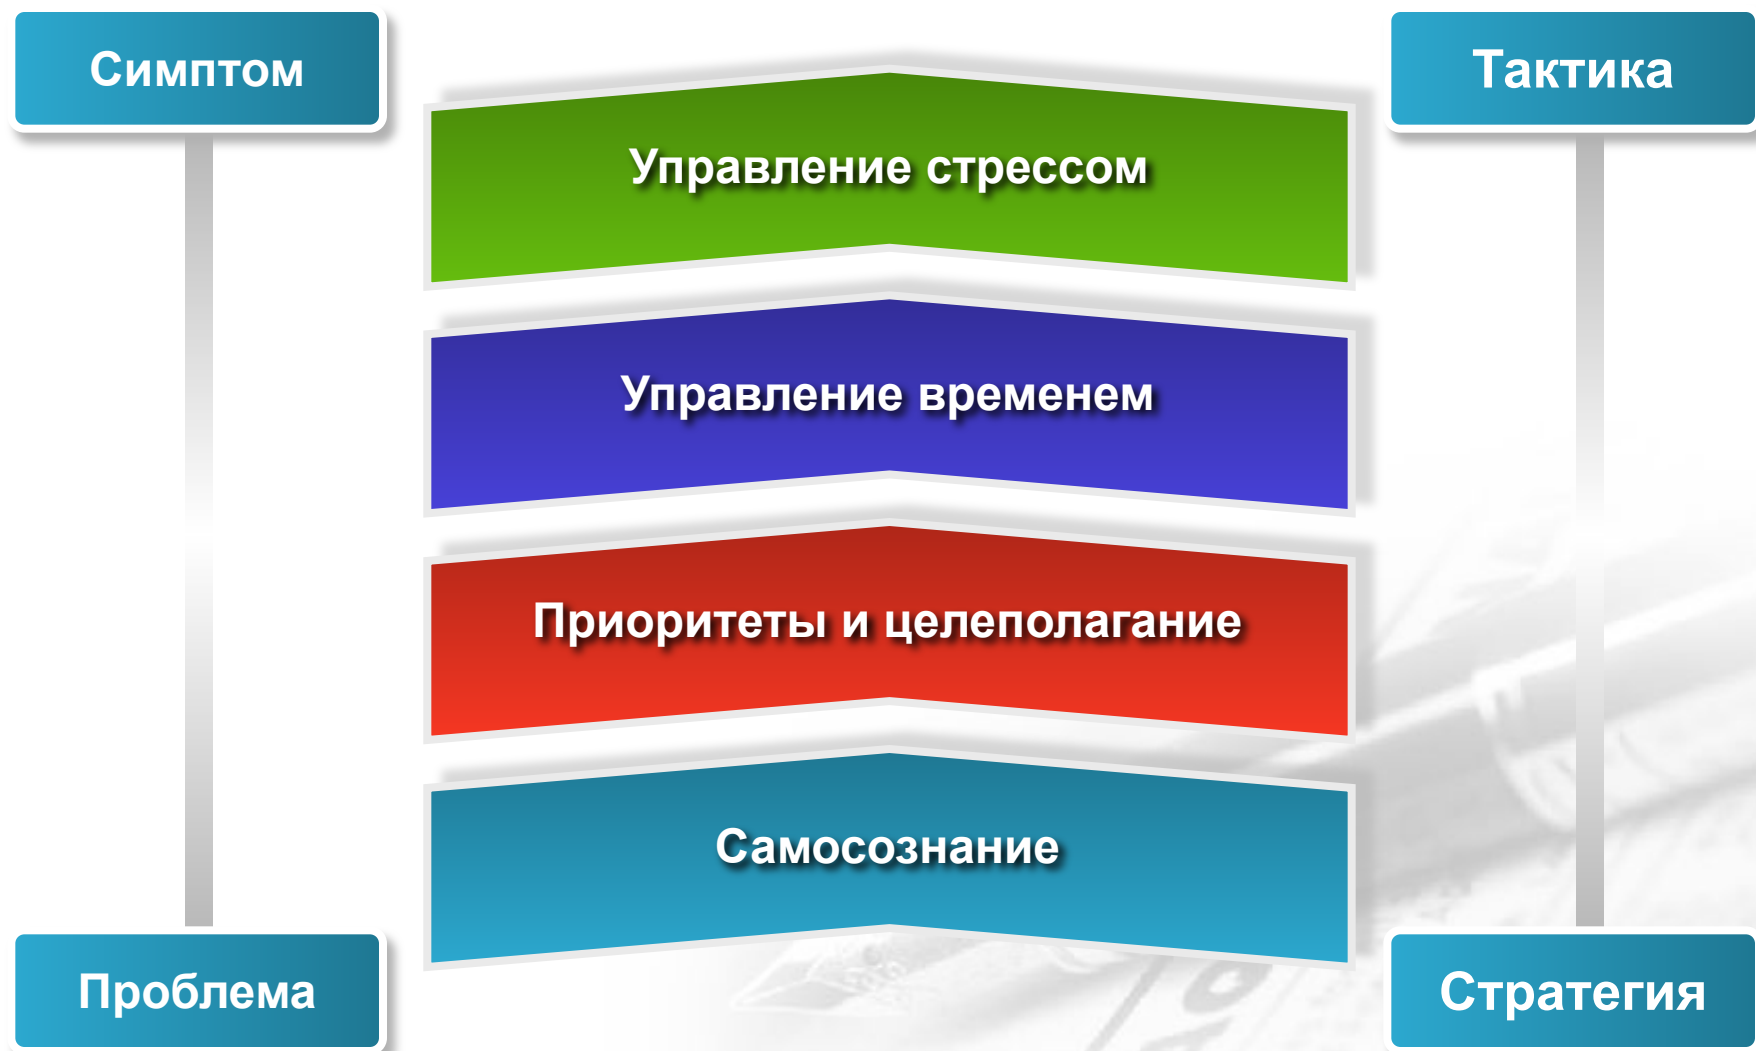 Симптом
Тактика
Управление стрессом
Управление временем
Приоритеты и целеполагание
Самосознание
Проблема
Стратегия